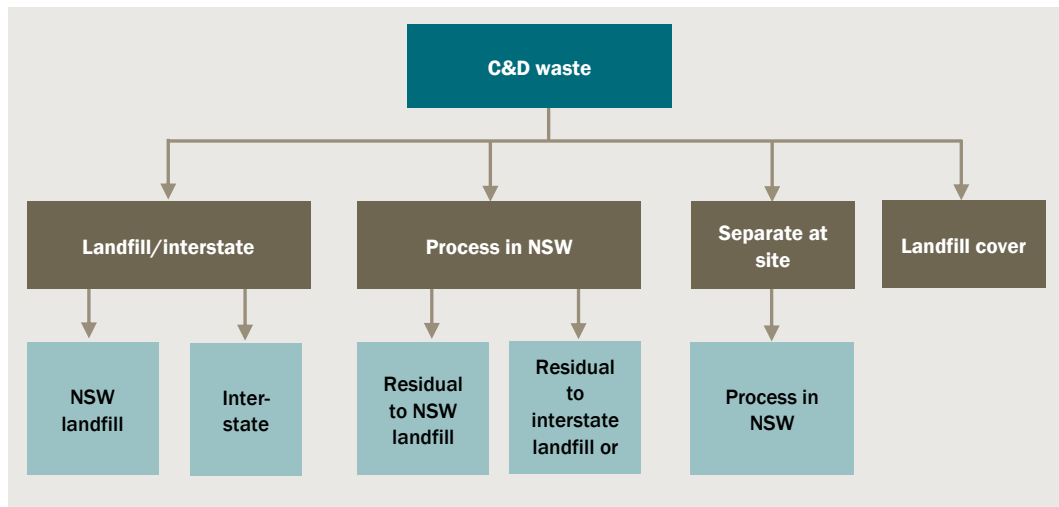 C&D waste
Landfill/interstate
Process in NSW
Separate at
site
Landfill cover
NSW
landfill
Inter-
state
Residual
to NSW
landfill
Residual
to
interstate
landfill or
Process in
NSW